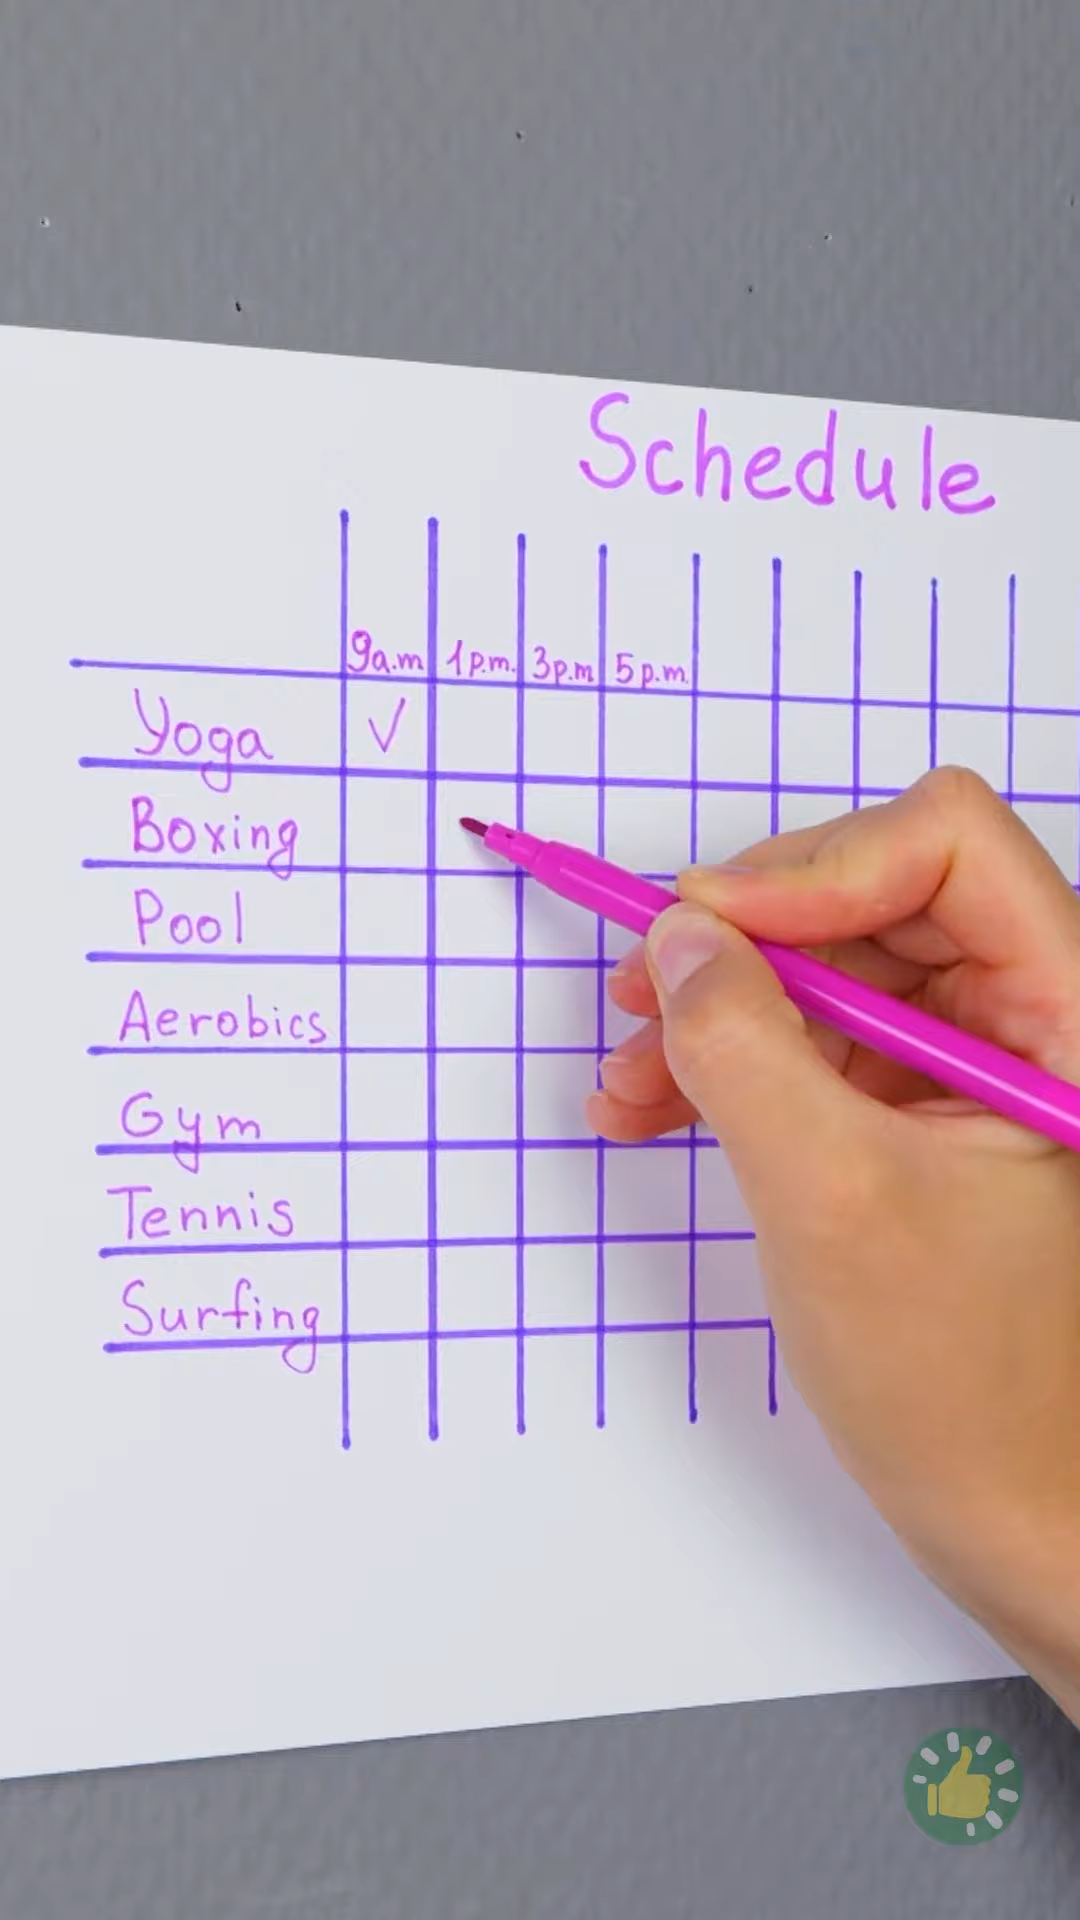 Schedule
9a.m 1p.m. 3p.m 5p.m.
Yoga V
Boxing
Pool
Aerobics
Gym
Tennis
Surfing